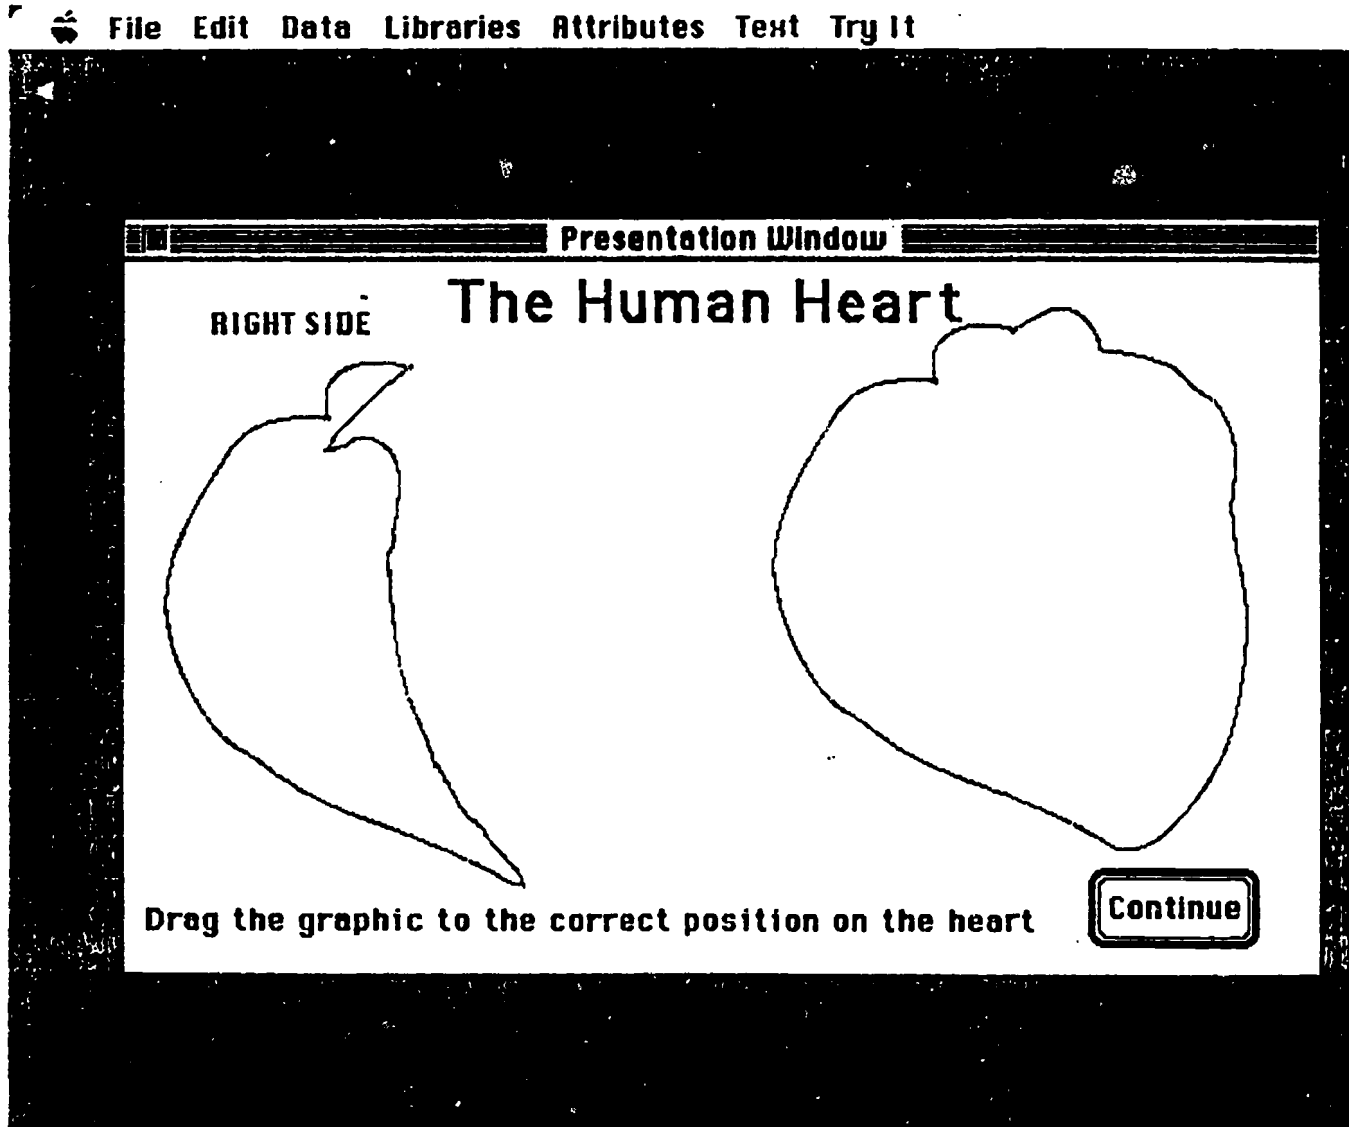 File Edit Data Libraries Attributes Text Try It
Presentation Window
The Human Heart
RIGHT SIDE
Drag the graphic to the correct position on the heart
Continue